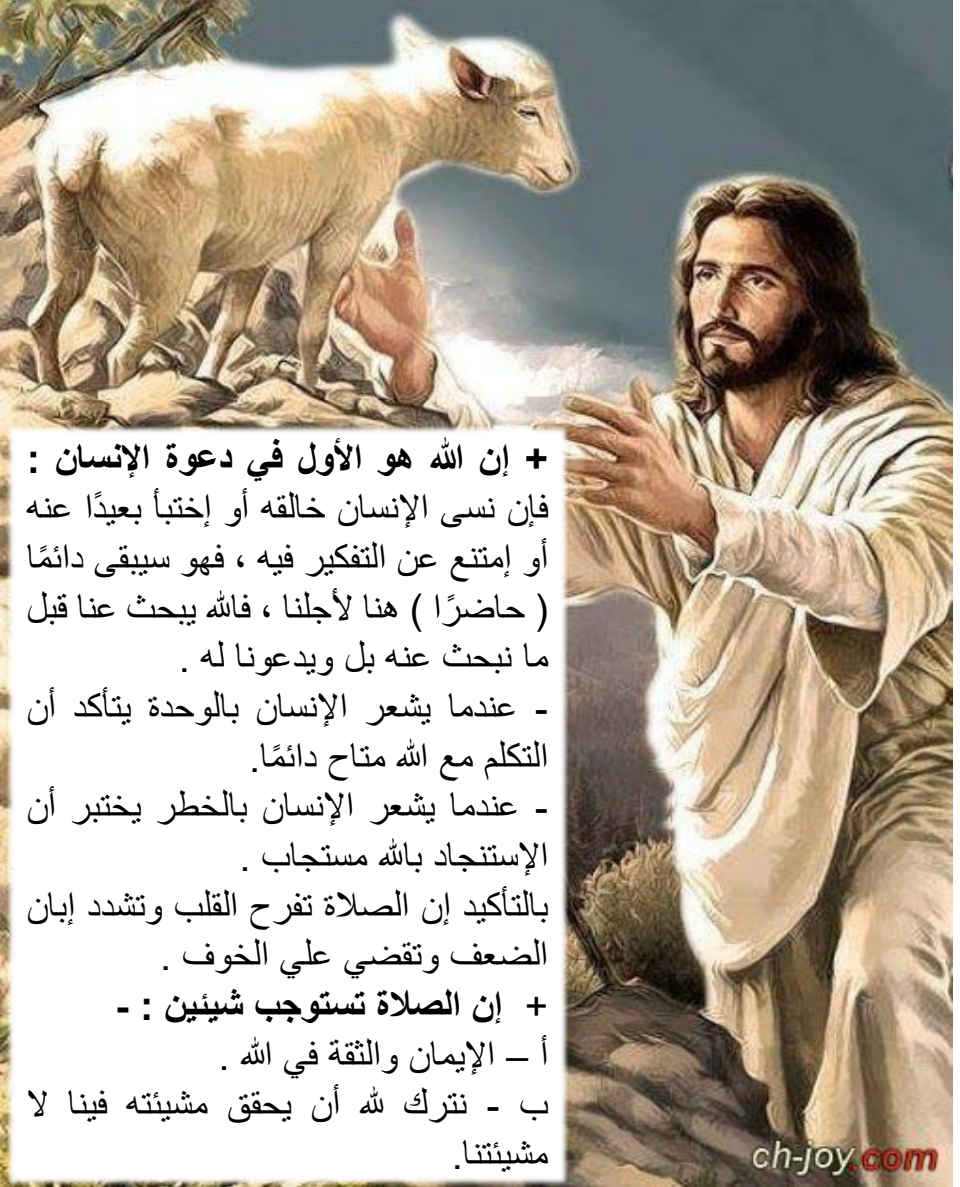 + إن الله هو الأول في دعوة الإنسان :
فإن نسى الإنسان خالقه أو إختبأ بعيدًا عنه
أو إمتنع عن التفكير فيه ، فهو سيبقى دائمًا
( حاضرًا ) هنا لأجلنا ، فالله يبحث عنا قبل
ما نبحث عنه بل ويدعونا له .
- عندما يشعر الإنسان بالوحدة يتأكد أن
التكلم مع الله متاح دائمًا.
- عندما يشعر الإنسان بالخطر يختبر أن
الإستنجاد بالله مستجاب .
بالتأكيد إن الصلاة تفرح القلب وتشدد إبان
الضعف وتقضي علي الخوف .
+ إن الصلاة تستوجب شيئين : -
أ – الإيمان والثقة في الله .
ب - نترك لله أن يحقق مشيئته فينا لا
مشيئتنا.
ch-joy.com